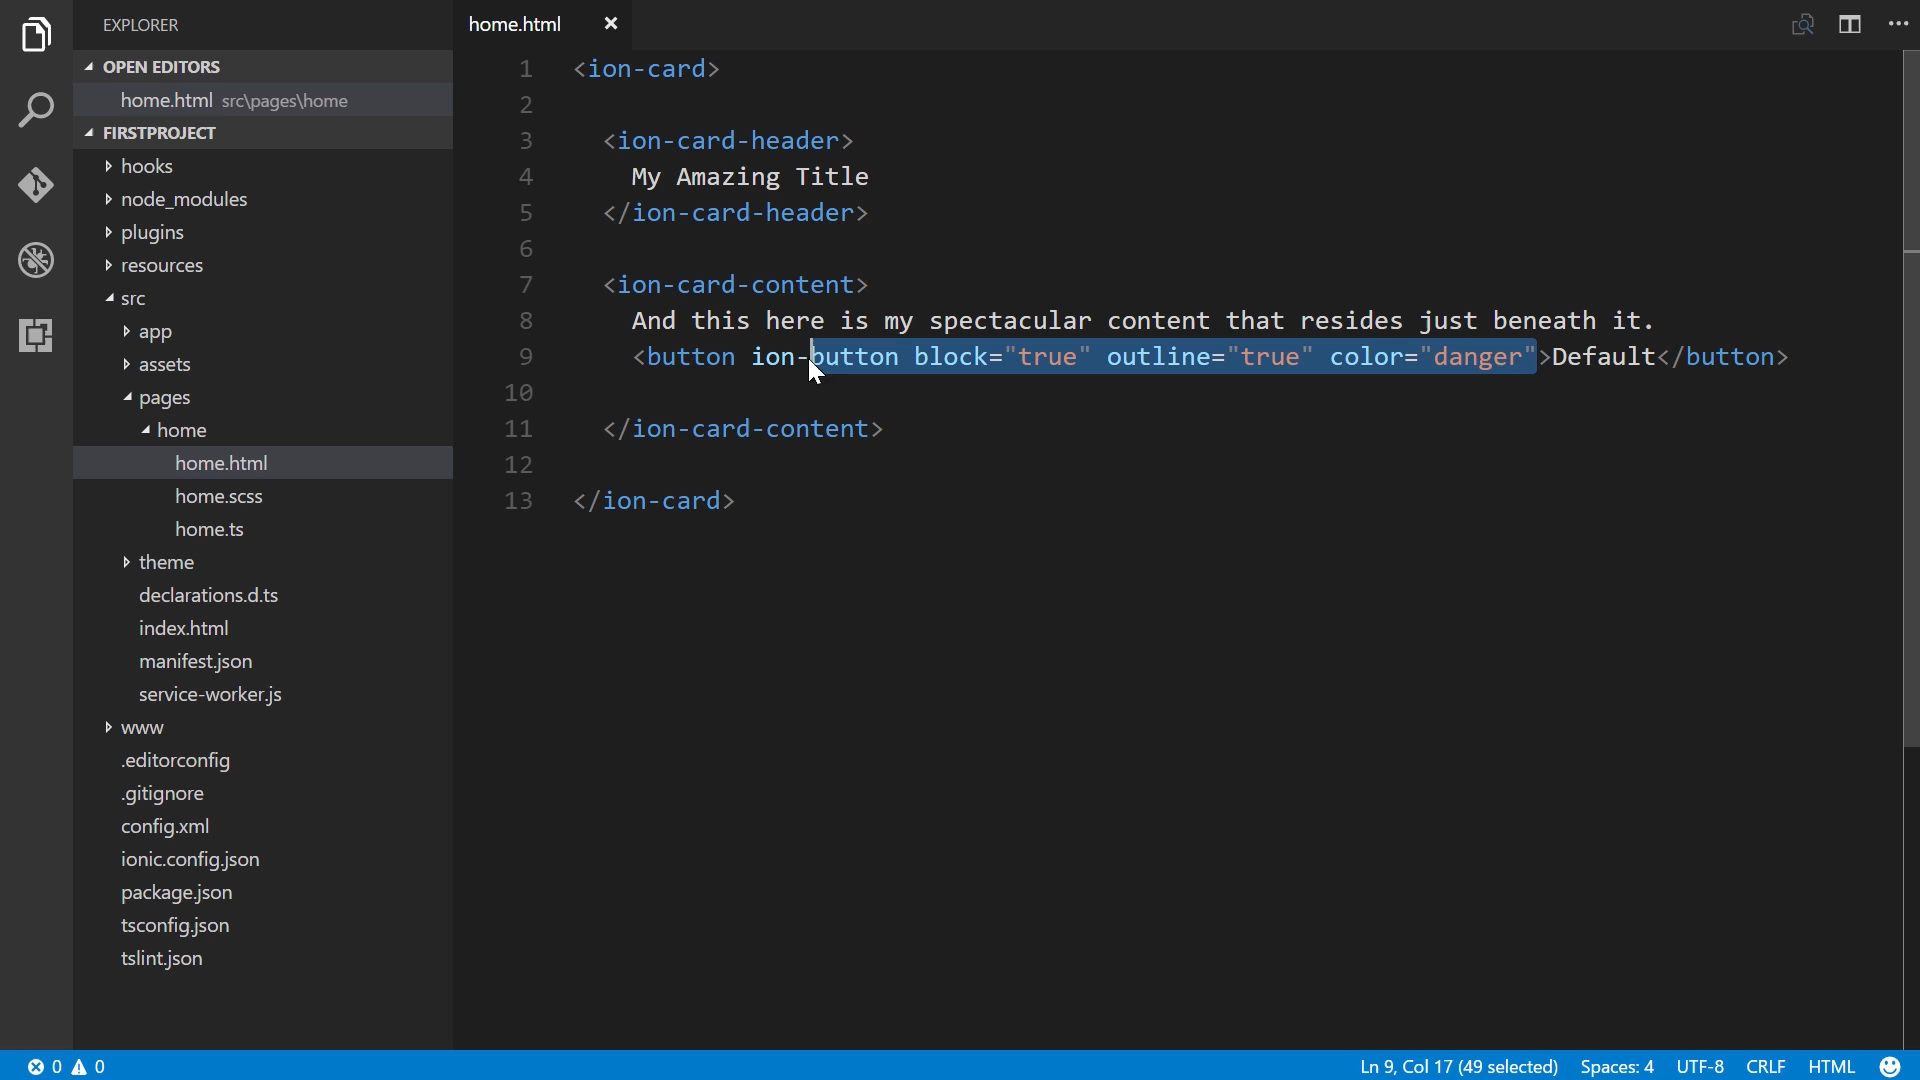 EXPLORER
OPEN EDITORS
home.html src\pages\home
FIRSTPROJECT
hooks
node_modules
plugins
resources
src
app
assets
pages
home
home.html
home.scss
home.ts
theme
declarations.d.ts
index.html
manifest.json
service-worker.js
www
.editorconfig
.gitignore
config.xml
ionic.config.json
package.json
tsconfig.json
tslint.json
home.html
1 <ion-card>
2
3 <ion-card-header>
4 My Amazing Title
5 </ion-card-header>
6
7 <ion-card-content>
8 And this here is my spectacular content that resides just beneath it.
9 <button ion-button block="true" outline="true" color="danger">Default</button>
10
11 </ion-card-content>
12
13 </ion-card>
0 0 Ln 9, Col 17 (49 selected) Spaces: 4 UTF-8 CRLF HTML